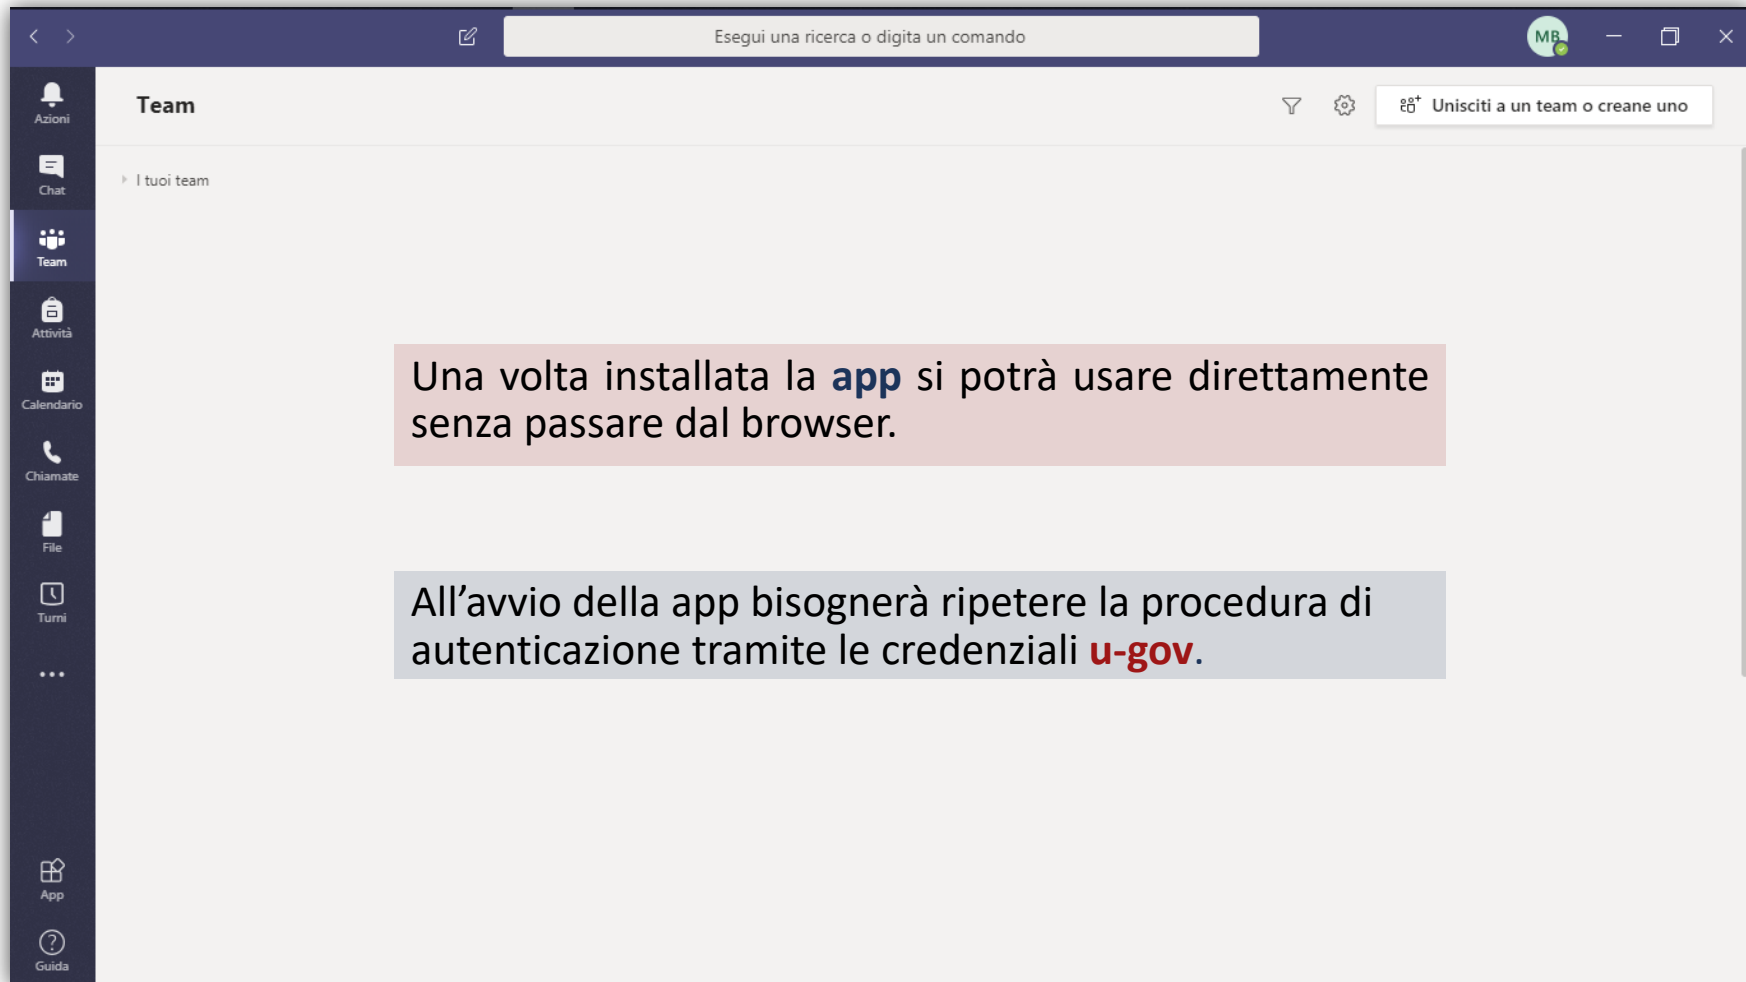 Esegui una ricerca o digita un comando
MB
Azioni
Chat
Team
Attività
Calendario
Chiamate
File
Turni
App
Guida
Team
Unisciti a un team o creane uno
I tuoi team
Una volta installata la app si potrà usare direttamente
senza passare dal browser.
All’avvio della app bisognerà ripetere la procedura di
autenticazione tramite le credenziali u-gov.